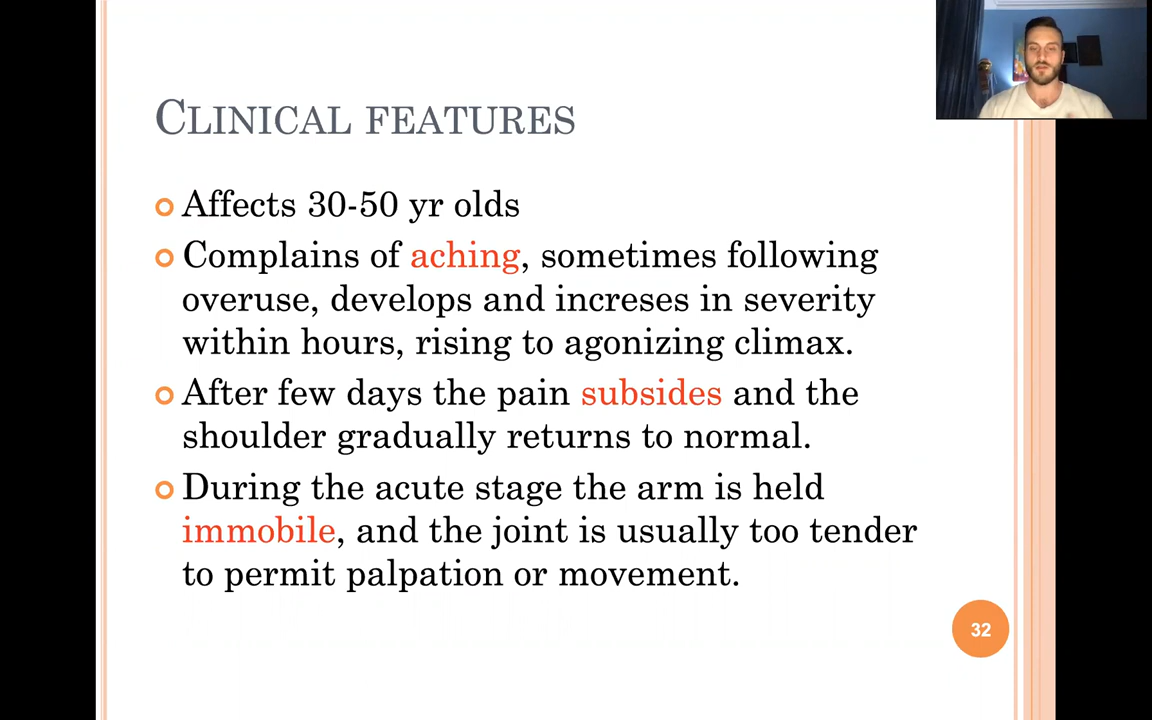 CLINICAL FEATURES
Affects 30-50 yr olds
Complains of aching, sometimes following
overuse, develops and increses in severity
within hours, rising to agonizing climax.
After few days the pain subsides and the
shoulder gradually returns to normal.
During the acute stage the arm is held
immobile, and the joint is usually too tender
to permit palpation or movement.
32